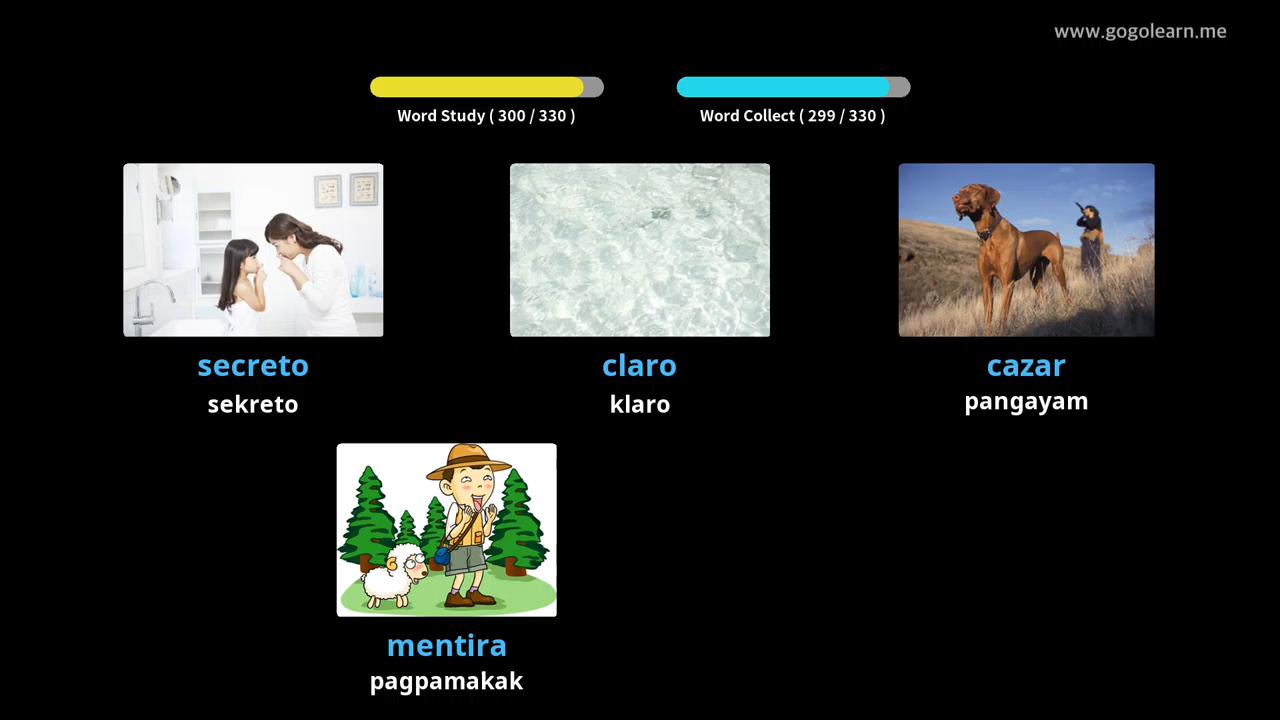 www.gogolearn.me
Word Study ( 300 / 330 )
Word Collect ( 299 / 330 )
secreto
sekreto
claro
klaro
cazar
pangayam
mentira
pagpamakak